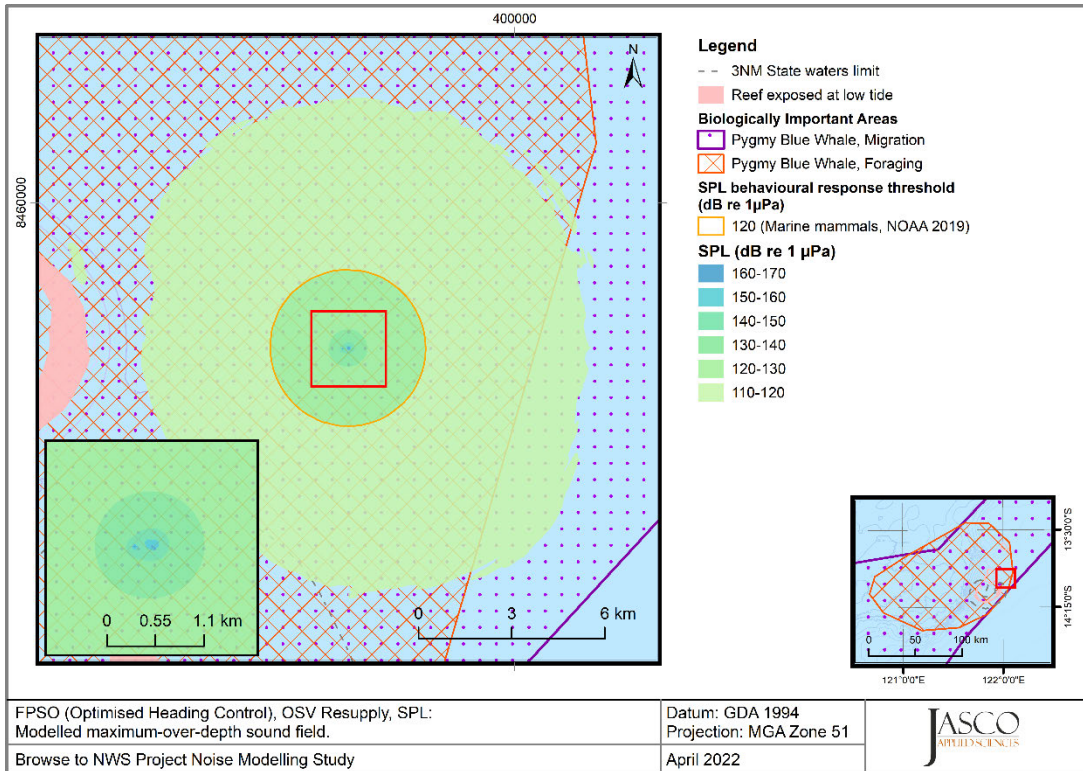 400000
8460000
N
0 3 6 km
0 0.55 1.1 km
Legend
3NM State waters limit
Reef exposed at low tide
Biologically Important Areas
Pygmy Blue Whale, Migration
Pygmy Blue Whale, Foraging
SPL behavioural response threshold
(dB re 1µPa)
120 (Marine mammals, NOAA 2019)
SPL (dB re 1 µPa)
160-170
150-160
140-150
130-140
120-130
110-120
13°30'0"S
14°15'0"S
0 50 100 km
121°0'0"E 122°0'0"E
FPSO (Optimised Heading Control), OSV Resupply, SPL:
Modelled maximum-over-depth sound field.
Browse to NWS Project Noise Modelling Study
Datum: GDA 1994
Projection: MGA Zone 51
April 2022
JASCO
APPLIED SCIENCES